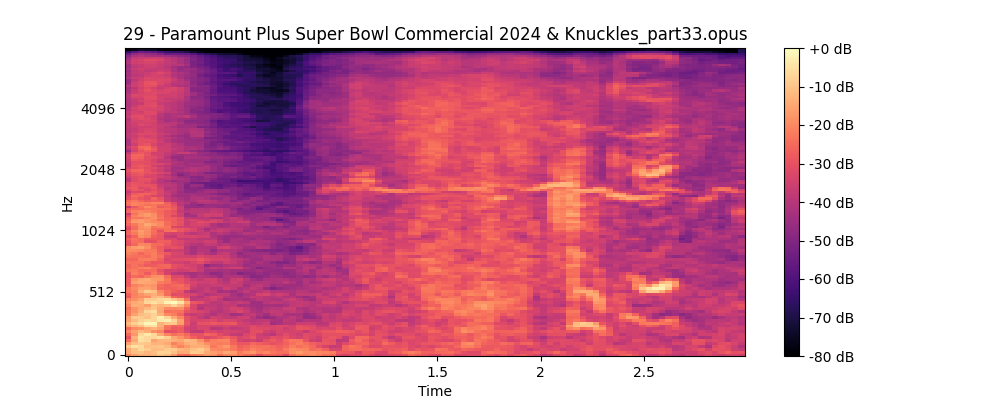 29 - Paramount Plus Super Bowl Commercial 2024 & Knuckles_part33.opus
+0 dB
4096
-10 dB
-20 dB
2048
-30 dB
Hz
-40 dB
1024
-50 dB
512
-60 dB
-70 dB
0
-80 dB
0 0.5 1 1.5 2 2.5
Time